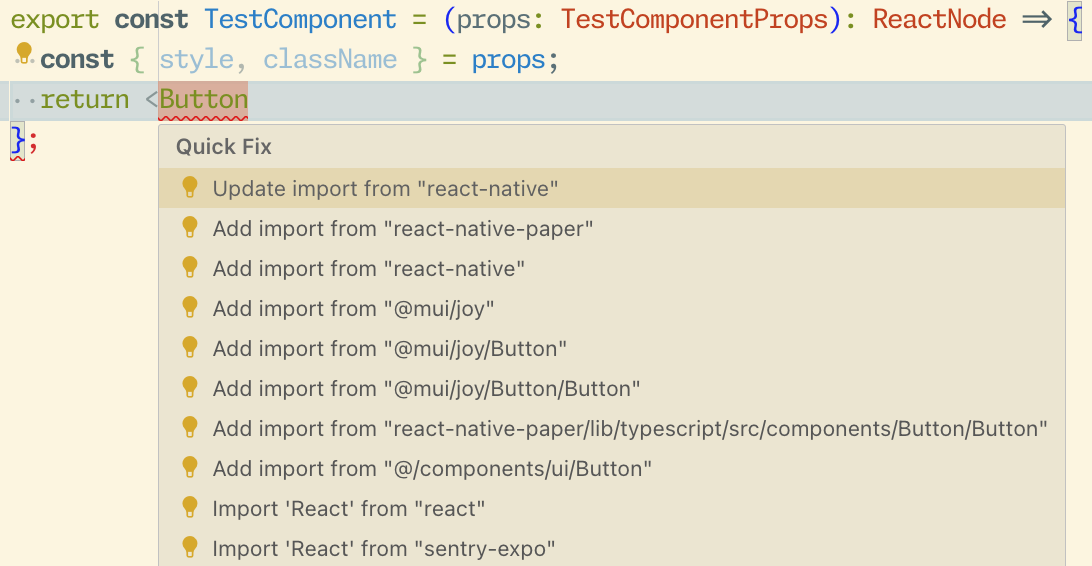 export const TestComponent = (props: TestComponentProps): ReactNode => {
const { style, className } = props;
return <Button
};
Quick Fix
Update import from "react-native"
Add import from "react-native-paper"
Add import from "react-native"
Add import from "@mui/joy"
Add import from "@mui/joy/Button"
Add import from "@mui/joy/Button/Button"
Add import from "react-native-paper/lib/typescript/src/components/Button/Button"
Add import from "@/components/ui/Button"
Import 'React' from "react"
Import 'React' from "sentry-expo"